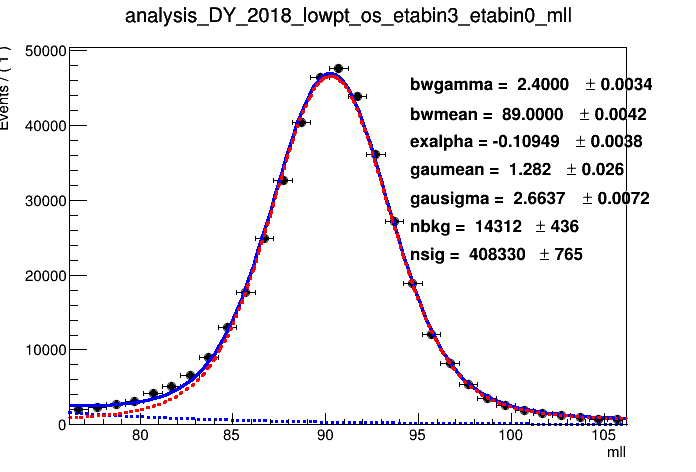 analysis_DY_2018_lowpt_os_etabin3_etabin0_mll
Events / ( 1 )
50000
40000
30000
20000
10000
0
bwgamma = 2.4000 ± 0.0034
bwmean = 89.0000 ± 0.0042
exalpha = -0.10949 ± 0.0038
gaumean = 1.282 ± 0.026
gausigma = 2.6637 ± 0.0072
nbkg = 14312 ± 436
nsig = 408330 ± 765
80 85 90 95 100 105
mll